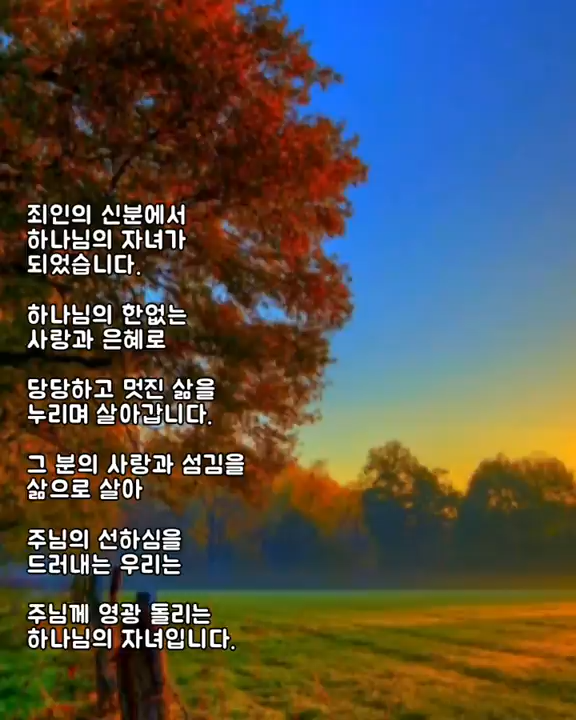 죄인의 신분에서
하나님의 자녀가
되었습니다.
하나님의 한없는
사랑과 은혜로
당당하고 멋진 삶을
누리며 살아갑니다.
그 분의 사랑과 섬김을
삶으로 살아
주님의 선하심을
드러내는 우리는
주님께 영광 돌리는
하나님의 자녀입니다.